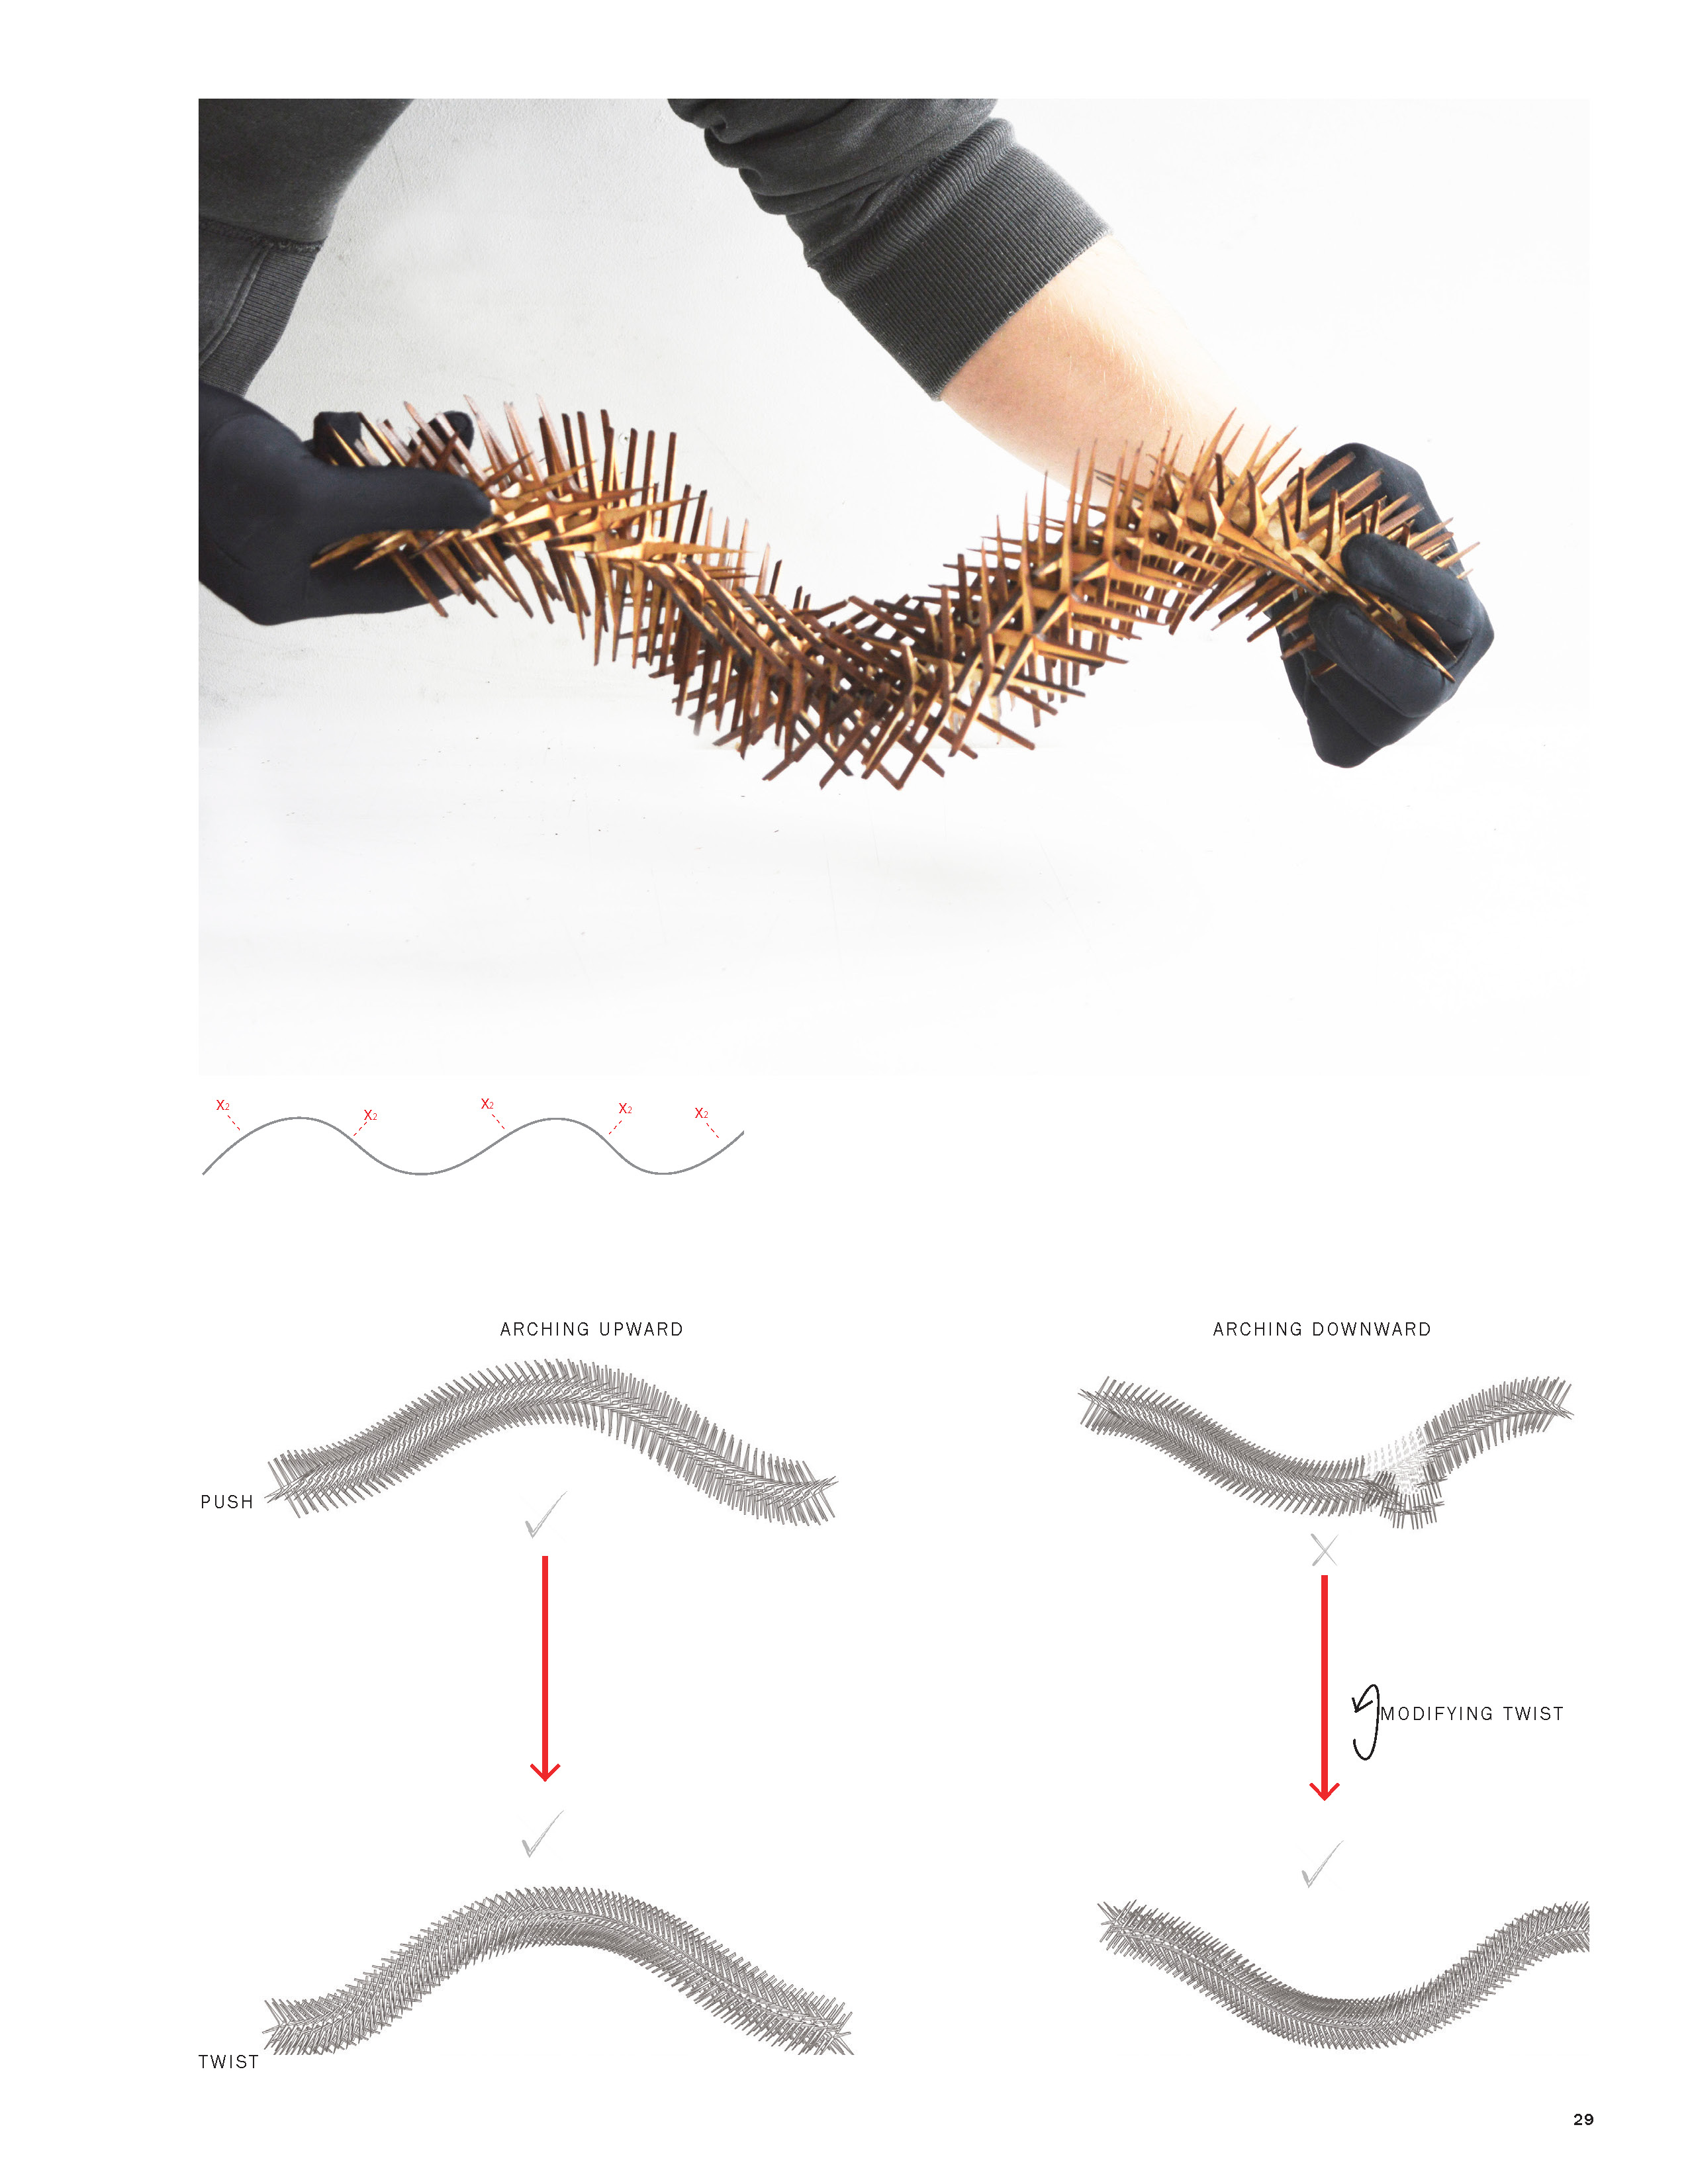 X2
X2
X2
X2
X2
ARCHING UPWARD
ARCHING DOWNWARD
PUSH
MODIFYING TWIST
TWIST
29